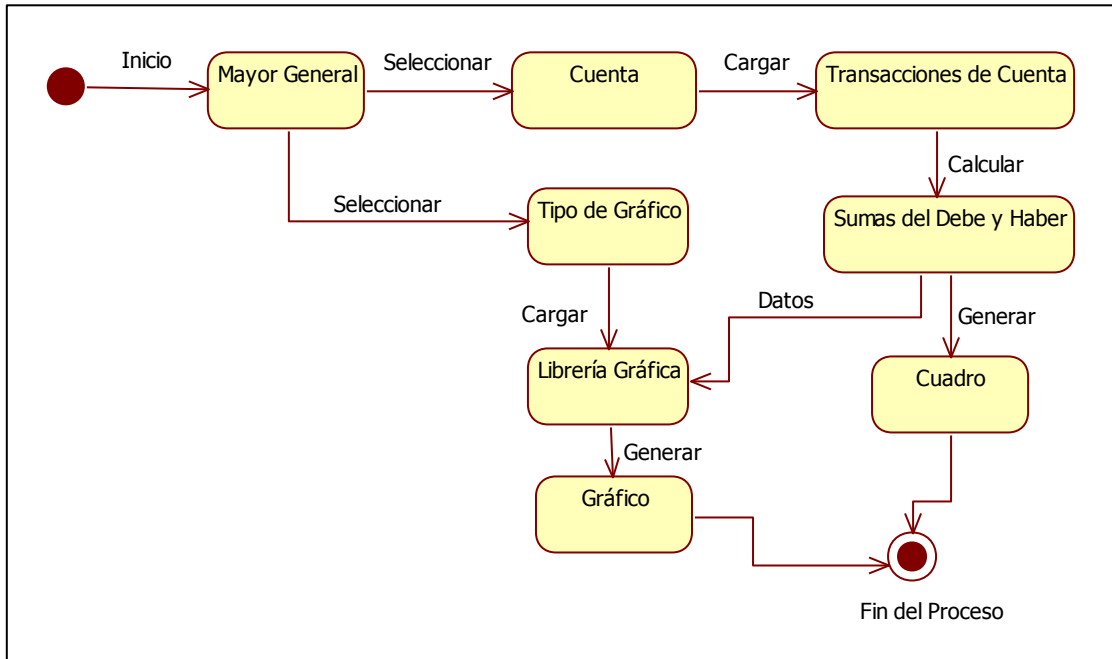 Inicio
Mayor General
Seleccionar
Cuenta
Cargar
Transacciones de Cuenta
Calcular
Seleccionar
Tipo de Gráfico
Sumas del Debe y Haber
Datos
Cargar
Generar
Librería Gráfica
Cuadro
Generar
Gráfico
Fin del Proceso